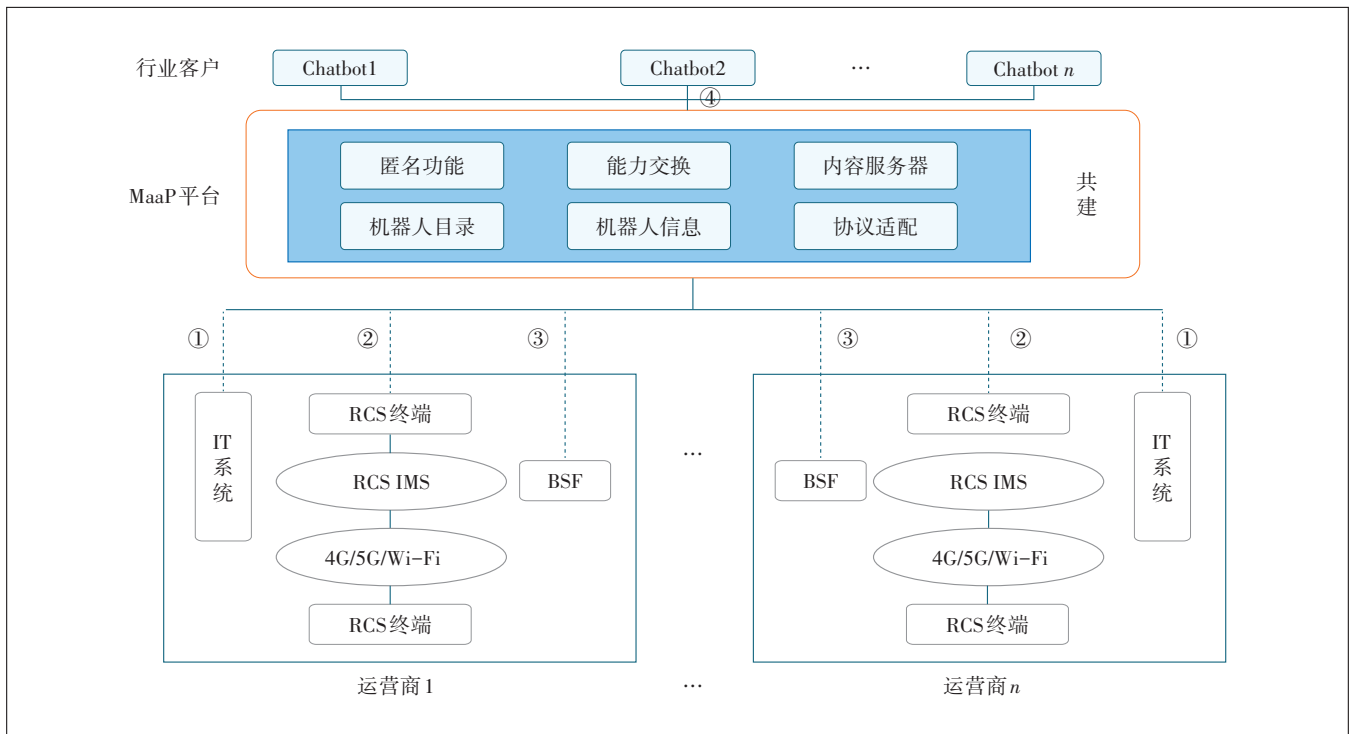 行业客户
Chatbot1
Chatbot2
…
Chatbot n
④
MaaP平台
匿名功能
能力交换
内容服务器
机器人目录
机器人信息
协议适配
共建
①
②
③
③
②
①
IT系统
RCS终端
RCS IMS
BSF
4G/5G/Wi-Fi
RCS终端
…
BSF
RCS终端
RCS IMS
4G/5G/Wi-Fi
RCS终端
IT系统
运营商1
…
运营商n